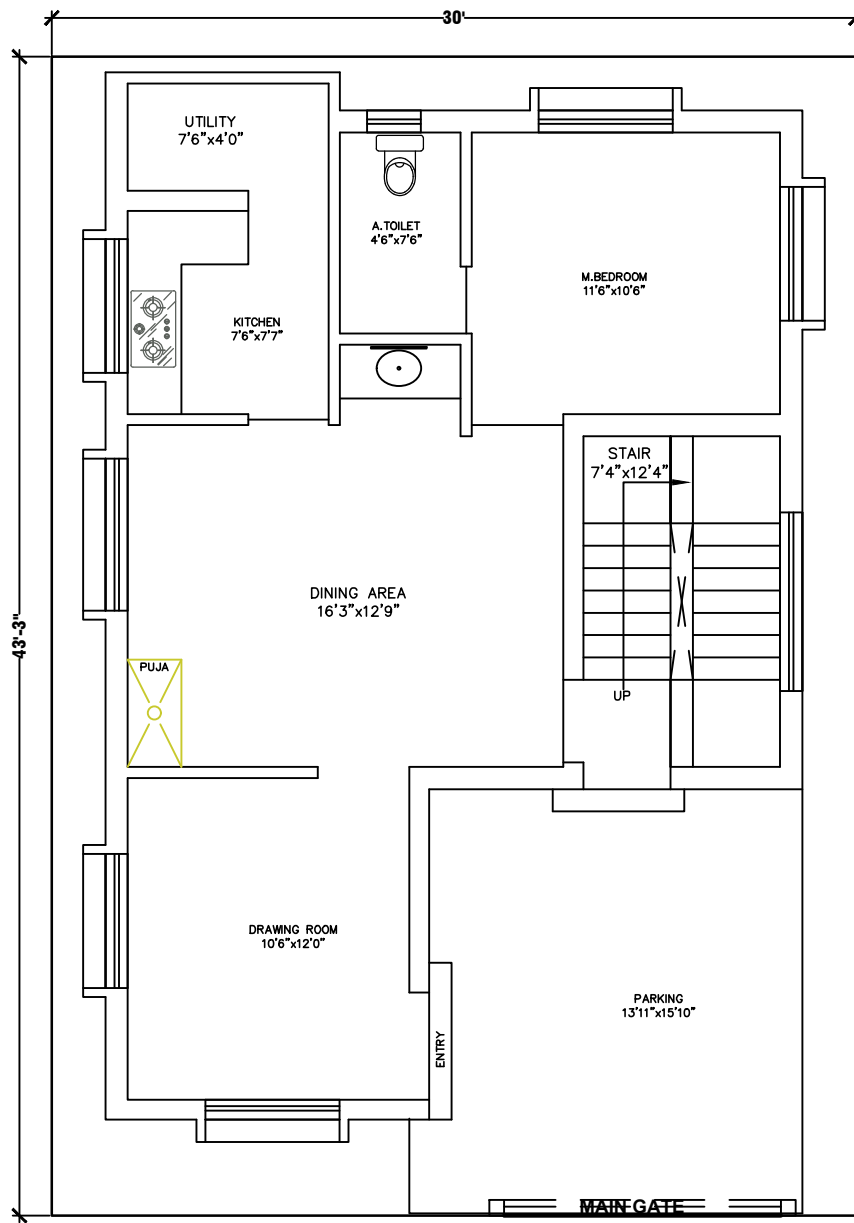 30'
UTILITY
7'6"x4'0"
A.TOILET
4'6"x7'6"
M.BEDROOM
11'6"x10'6"
KITCHEN
7'6"x7'7"
STAIR
7'4"x12'4"
DINING AREA
16'3"x12'9"
43'-3"
PUJA
UP
DRAWING ROOM
10'6"x12'0"
PARKING
13'11"x15'10"
ENTRY
MAIN GATE